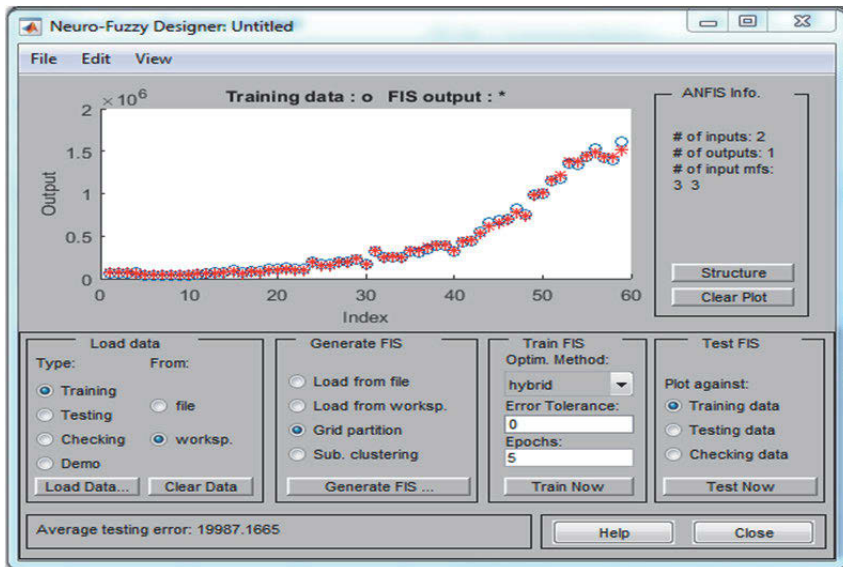 Neuro-Fuzzy Designer: Untitled
File Edit View
× 10^6
Training data : o FIS output : *
2
1.5
1
0.5
0
Output
0 10 20 30 40 50 60
Index
ANFIS Info.
# of inputs: 2
# of outputs: 1
# of input mfs:
3 3
Structure
Clear Plot
Load data
Type: From:
Training
Testing
Checking
Demo
file
worksp.
Load Data... Clear Data
Generate FIS
Load from file
Load from worksp.
Grid partition
Sub. clustering
Generate FIS ...
Train FIS
Optim. Method:
hybrid
Error Tolerance:
0
Epochs:
5
Train Now
Test FIS
Plot against:
Training data
Testing data
Checking data
Test Now
Average testing error: 19987.1665
Help Close